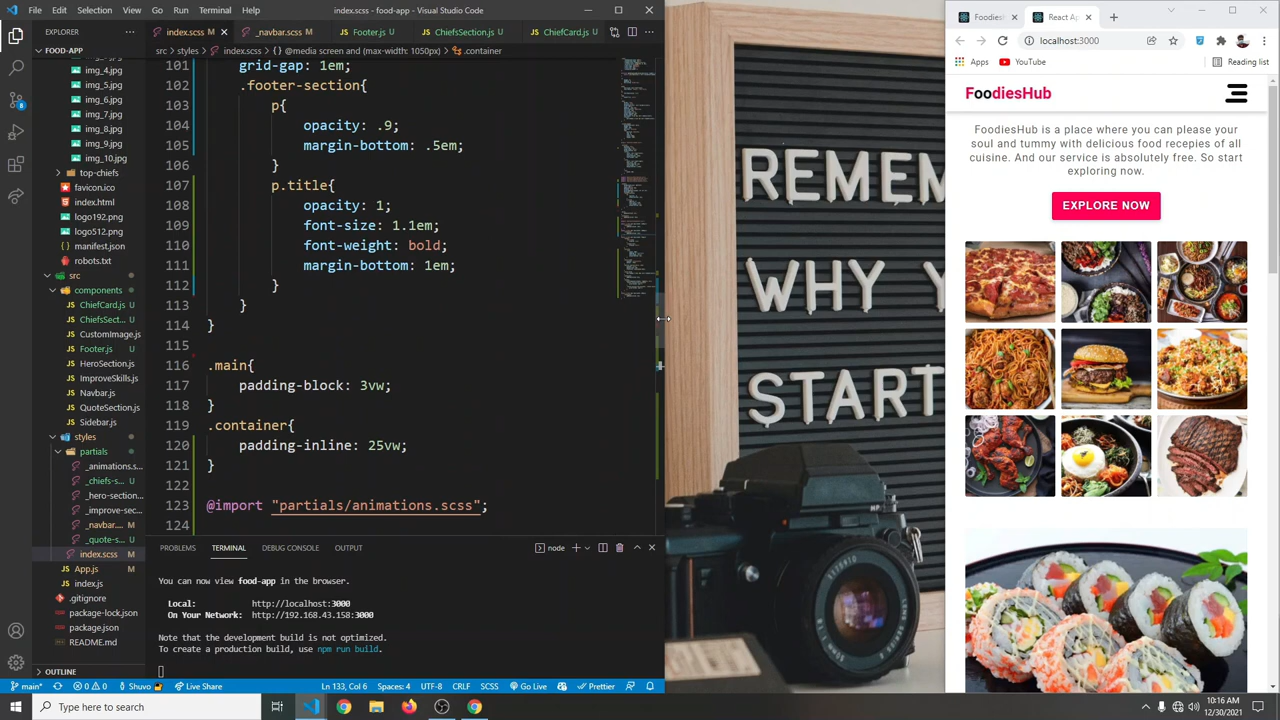 File Edit Selection View Go Run Terminal Help index.scss - food-app - Visual Studio Code
EXPLORER
FOOD-APP
img_5.jpg
img_6.jpg
img_7.jpg
img_8.jpg
img_9.jpg
img_10.jpg
top-chiefs
favicon.ico
index.html
logo192.png
logo512.png
manifest.json
robots.txt
src
components
ChiefCard.js U
ChiefsSect... U
CustomImage.js
Footer.js U
HeroSection.js
ImproveSkills.js
Navbar.js
QuoteSection.js
Sidebar.js
styles
partials
_animations.s...
_chiefs-s... U
_hero-section...
_improve-sec...
_navbar.... M
_quote-s... U
index.scss M
App.js M
index.js
.gitignore
package-lock.json
package.json
README.md
OUTLINE
index.scss M _navbar.scss M Footer.js U ChiefsSection.js U ChiefCard.js
src > styles > index.scss > {} @media screen and (max-width: 1050px) > .container
101 grid-gap: 1em;
102 .footer-section{
103 p{
104 opacity: .9;
105 margin-bottom: .5em;
106 }
107 p.title{
108 opacity: 1;
109 font-size: 1.1em;
110 font-weight: bold;
111 margin-bottom: 1em;
112 }
113 }
114 }
115
116 .main{
117 padding-block: 3vw;
118 }
119 .container{
120 padding-inline: 25vw;
121 }
122
123 @import "partials/animations.scss";
124
PROBLEMS TERMINAL DEBUG CONSOLE OUTPUT node
You can now view food-app in the browser.
Local: http://localhost:3000
On Your Network: http://192.168.43.158:3000
Note that the development build is not optimized.
To create a production build, use npm run build.
main* 0 0 Shuvo Live Share Ln 133, Col 6 Spaces: 4 UTF-8 CRLF SCSS Go Live Prettier
REMEM
WHY Y
START
React Ap
localhost:3000
Apps YouTube Reading list
FoodiesHub
FoodiesHub is a place where you can please your
soul and tummy with delicious food recepies of all
cuisine. And our service is absolutely free. So start
exploring now.
EXPLORE NOW
Type here to search
10:16 AM
12/30/2021